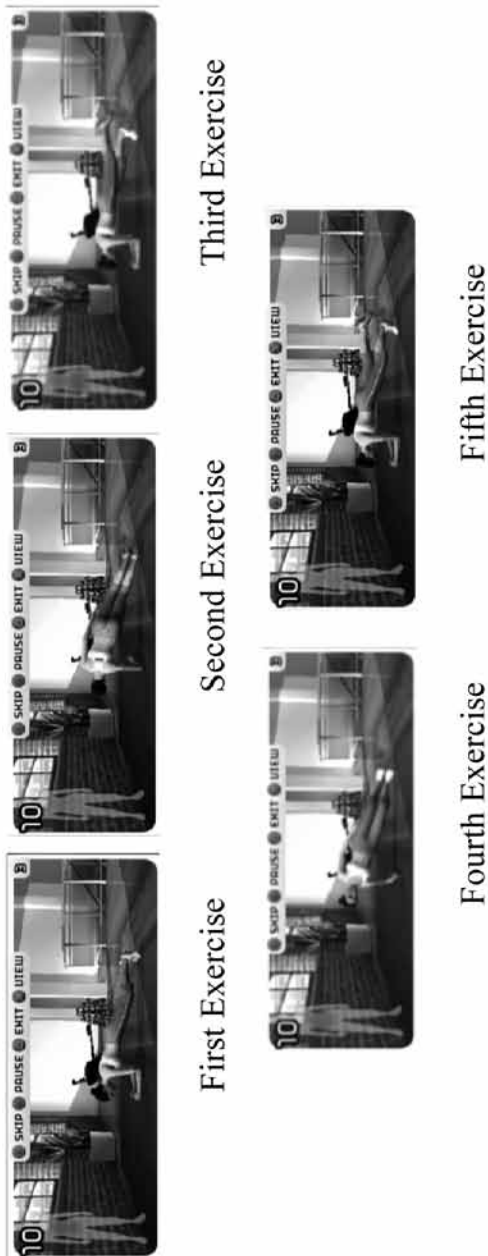 10 SKIP PAUSE EXIT VIEW
First Exercise
10 SKIP PAUSE EXIT VIEW
Second Exercise
10 SKIP PAUSE EXIT VIEW
Third Exercise
10 SKIP PAUSE EXIT VIEW
Fourth Exercise
10 SKIP PAUSE EXIT VIEW
Fifth Exercise